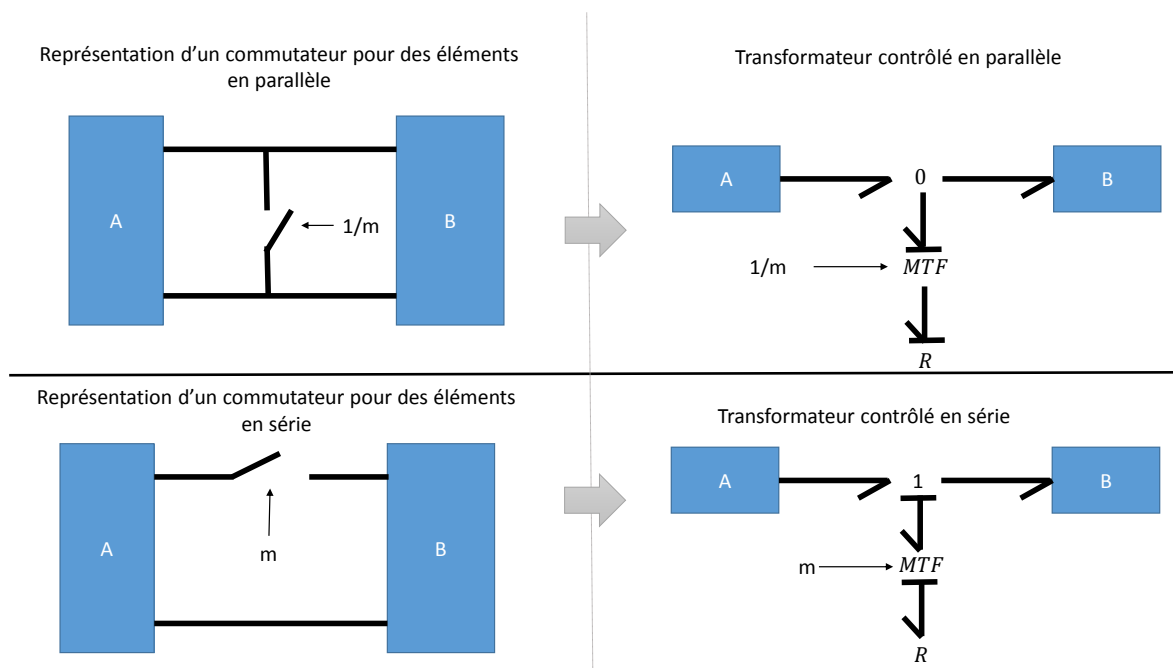 Représentation d'un commutateur pour des éléments
en parallèle
A
B
1/m
Transformateur contrôlé en parallèle
A
0
B
1/m
MTF
R
Représentation d'un commutateur pour des éléments
en série
A
B
m
Transformateur contrôlé en série
A
1
B
m
MTF
R